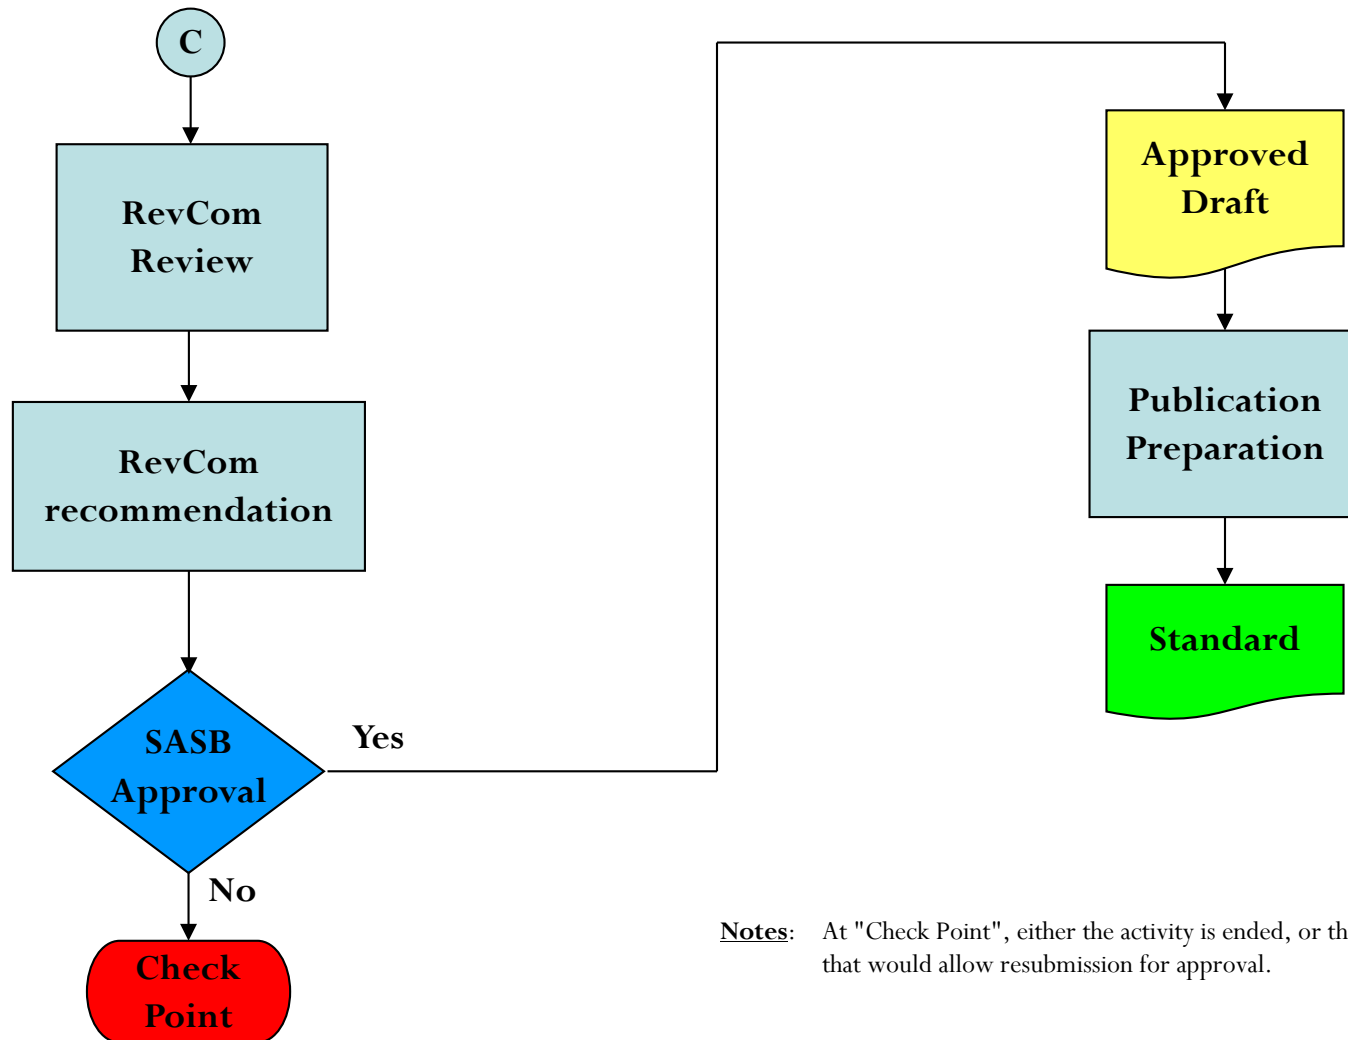 C
RevCom
Review
RevCom
recommendation
SASB
Approval
Yes
No
Check
Point
Approved
Draft
Publication
Preparation
Standard
Notes: At "Check Point", either the activity is ended, or th
that would allow resubmission for approval.